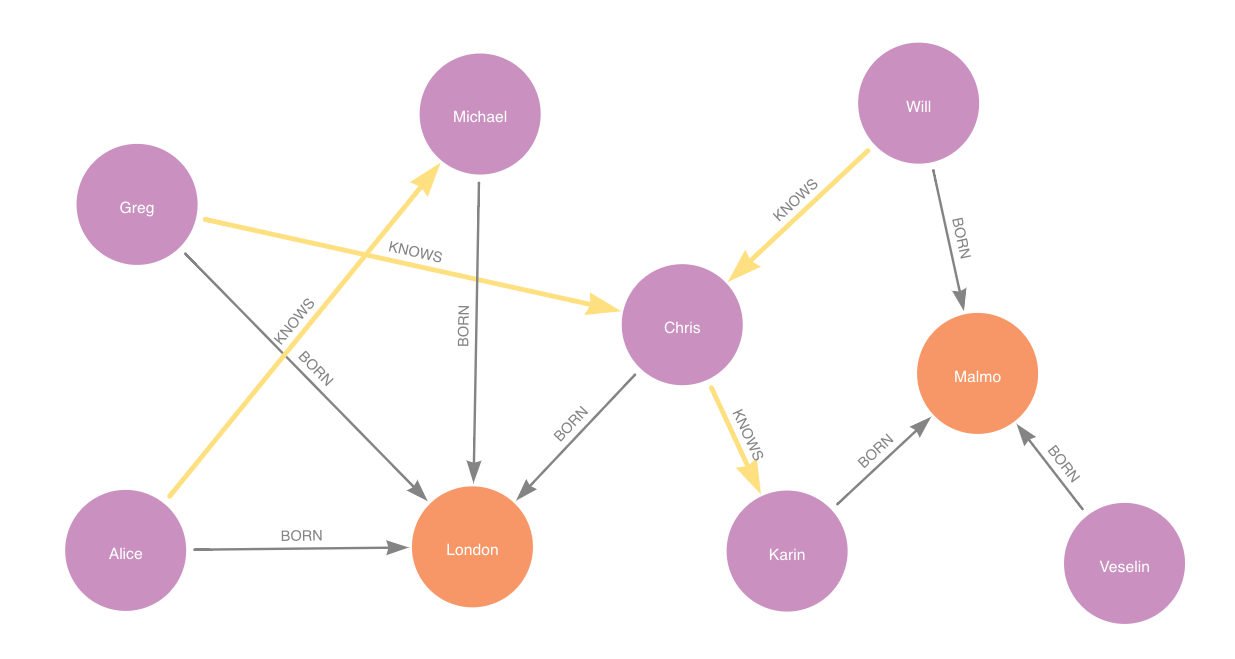 Will
Michael
KNOWS
Greg
BORN
KNOWS
KNOWS
BORN
Chris
BORN
Malmo
BORN
KNOWS
BORN
BORN
BORN
London
Alice
Karin
Veselin